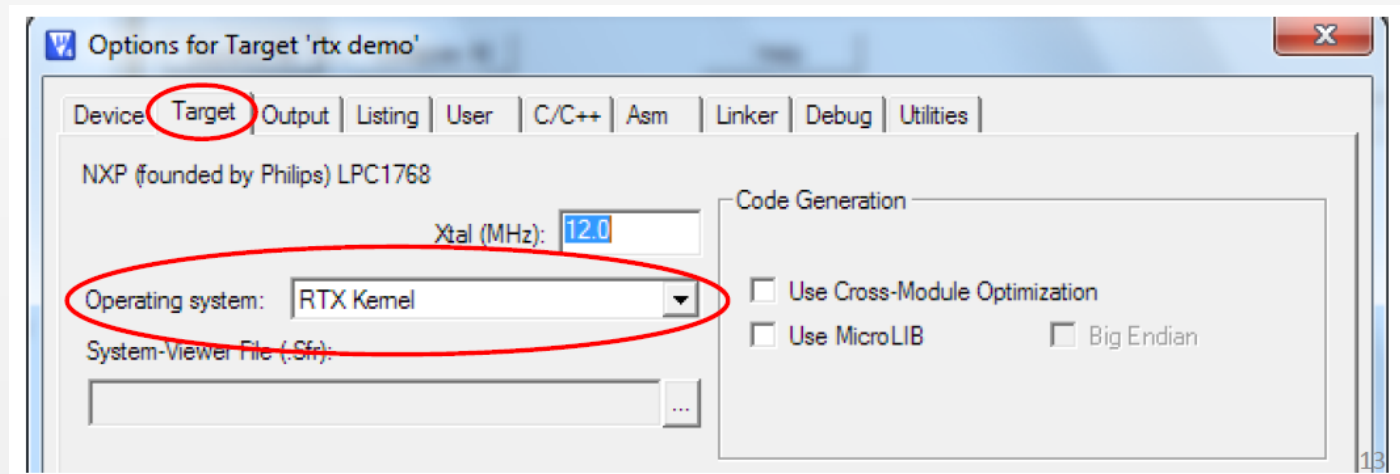 Options for Target 'rtx demo'
Device Target Output Listing User C/C++ Asm Linker Debug Utilities
NXP (founded by Philips) LPC1768
Code Generation
Xtal (MHz): 12.0
Operating system: RTX Kernel
Use Cross-Module Optimization
Use MicroLIB Big Endian
System-Viewer File (.Sfr):
...
13